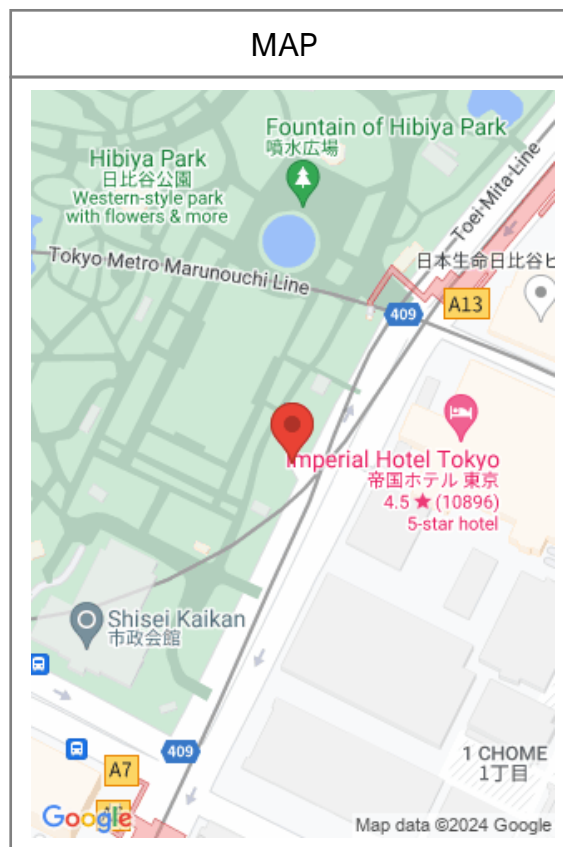 MAP
Fountain of Hibiya Park
噴水広場
Hibiya Park
日比谷公園
Western-style park
with flowers & more
Toei-Mita-Line
Tokyo Metro Marunouchi Line
日本生命日比谷ビ
A13
409
Imperial Hotel Tokyo
帝国ホテル 東京
4.5 ★ (10896)
5-star hotel
Shisei Kaikan
市政会館
409
A7
1 CHOME
1丁目
Google
Map data ©2024 Google